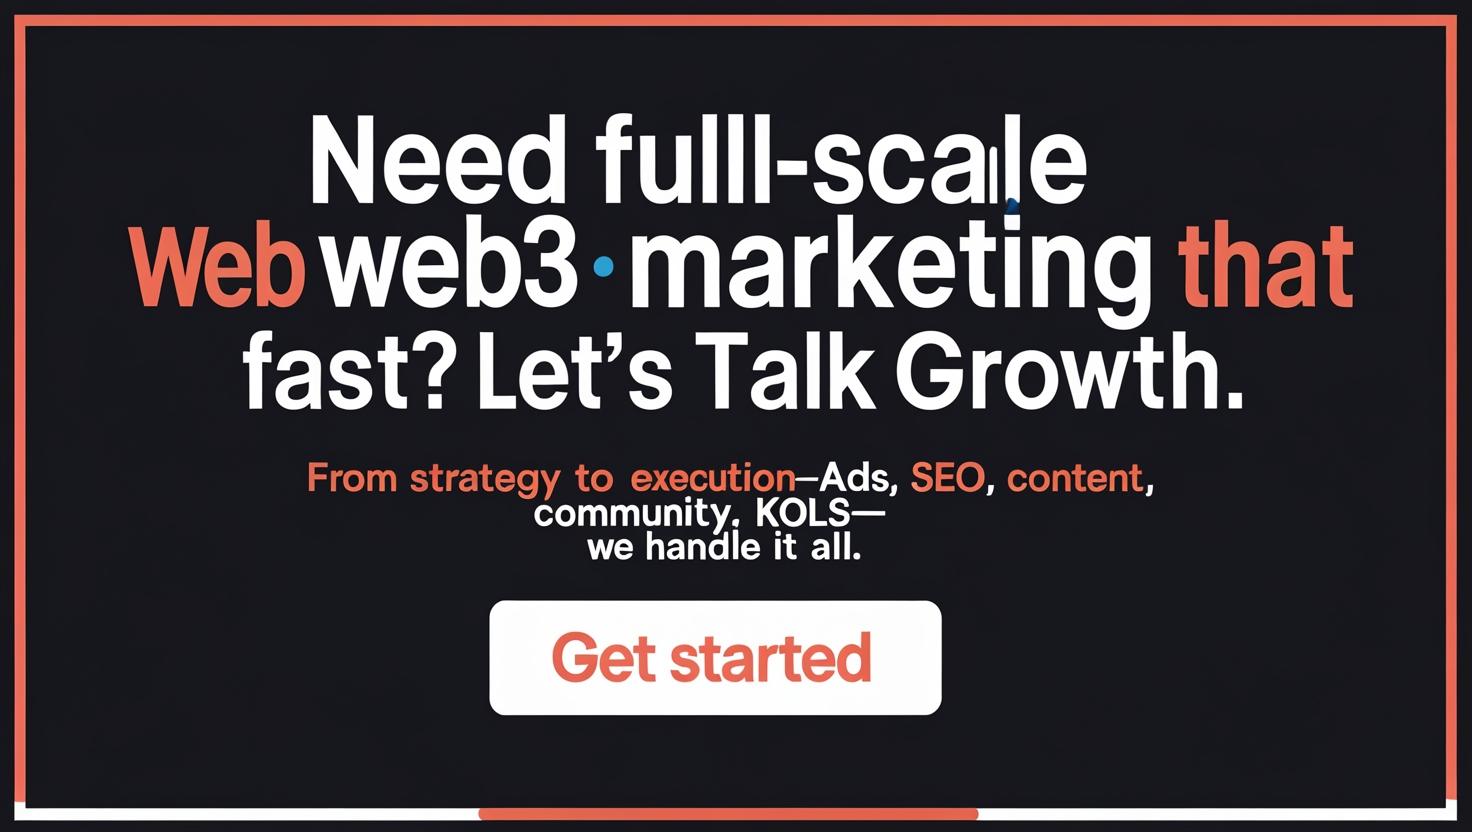 Need fulll-scale
Web web3·marketing that
fast? Let's Talk Growth.
From strategy to execution—Ads, SEO, content,
community, KOLS—
we handle it all.
Get started